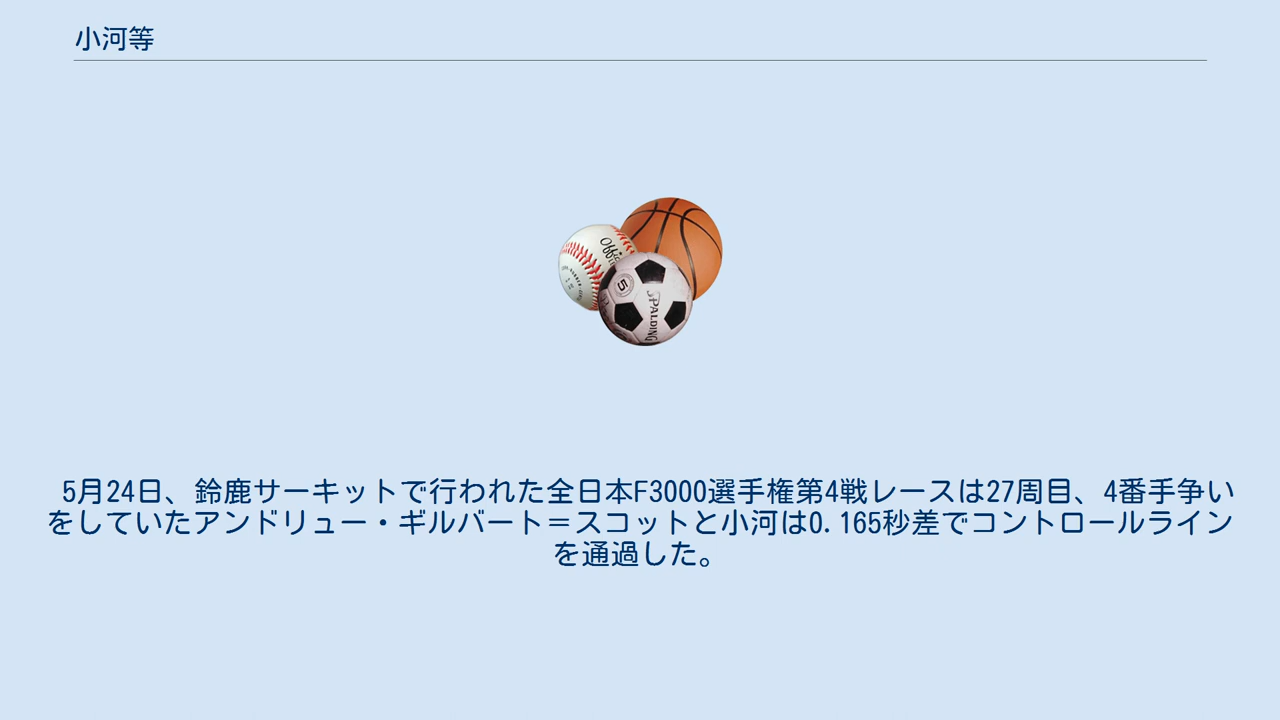 小河等
Offic
5
SPALDING
5月24日、鈴鹿サーキットで行われた全日本F3000選手権第4戦レースは27周目、4番手争い
をしていたアンドリュー・ギルバート＝スコットと小河は0.165秒差でコントロールライン
を通過した。